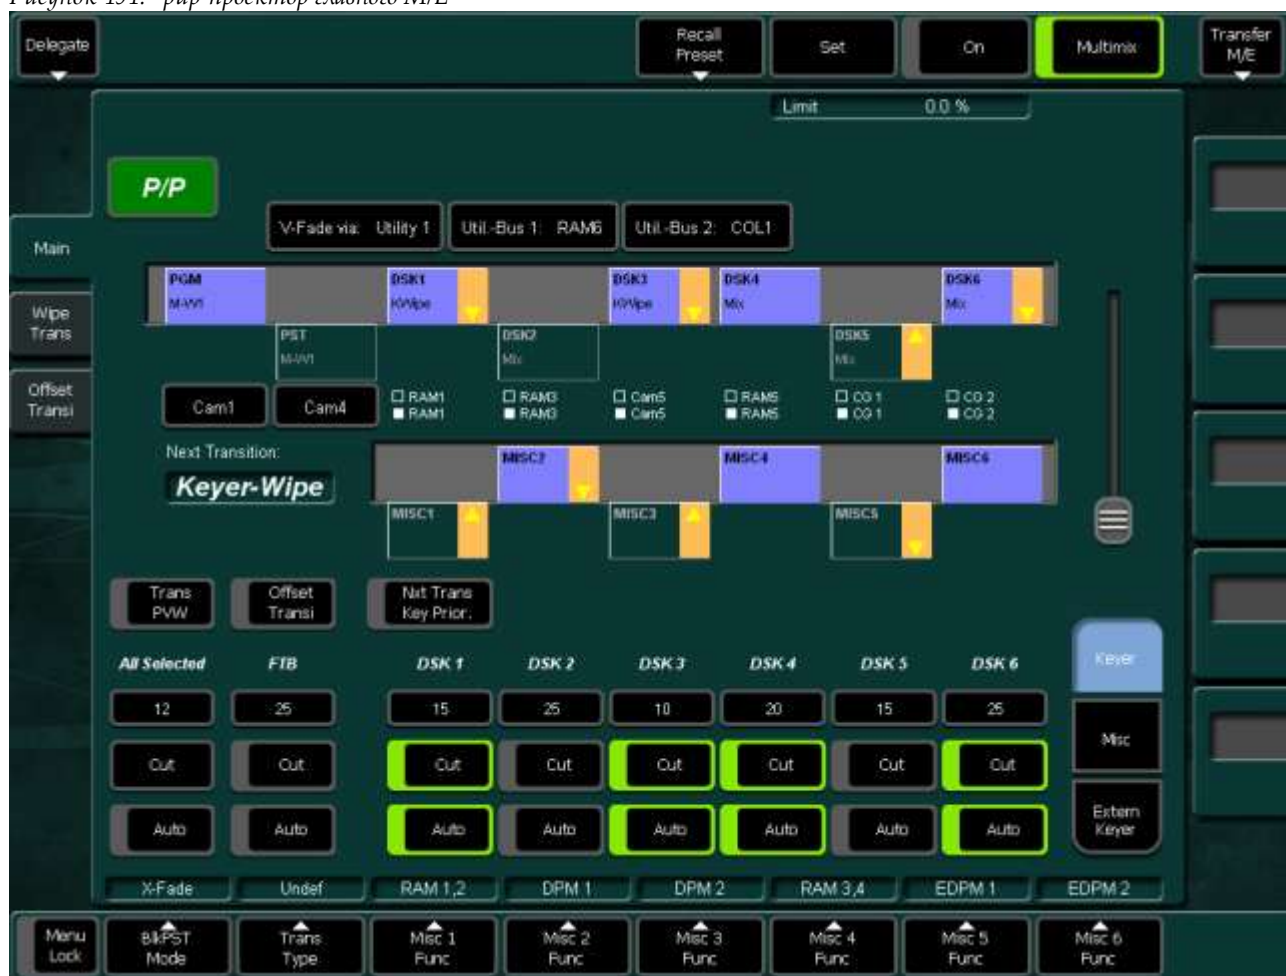 Рисунок 131. pip-проектор главного M/E
Delegate
Recall Preset
Set
On
Multimix
Transfer M/E
Limit 0.0 %
P/P
V-Fade via: Utility 1
Util.-Bus 1: RAM6
Util.-Bus 2: COL1
Main
Wipe Trans
Offset Transi
PGM
M-W1
DSK1
KWipe
DSK3
KWipe
DSK4
Mix
DSK6
Mix
PST
M-W1
DSK2
Mix
DSK5
Mix
Cam1
Cam4
RAM1
RAM1
RAM3
RAM3
Cam5
Cam5
RAM5
RAM5
CG 1
CG 1
CG 2
CG 2
Next Transition:
Keyer-Wipe
MISC2
MISC4
MISC6
MISC1
MISC3
MISC5
Trans PVW
Offset Transi
Nxt Trans Key Prior.
All Selected
FTB
DSK 1
DSK 2
DSK 3
DSK 4
DSK 5
DSK 6
12
25
15
25
10
20
15
25
Cut
Cut
Cut
Cut
Cut
Cut
Cut
Cut
Auto
Auto
Auto
Auto
Auto
Auto
Auto
Auto
Keyer
Misc
Extern Keyer
X-Fade
Undef
RAM 1,2
DPM 1
DPM 2
RAM 3,4
EDPM 1
EDPM 2
Menu Lock
BlkPST Mode
Trans Type
Misc 1 Func
Misc 2 Func
Misc 3 Func
Misc 4 Func
Misc 5 Func
Misc 6 Func